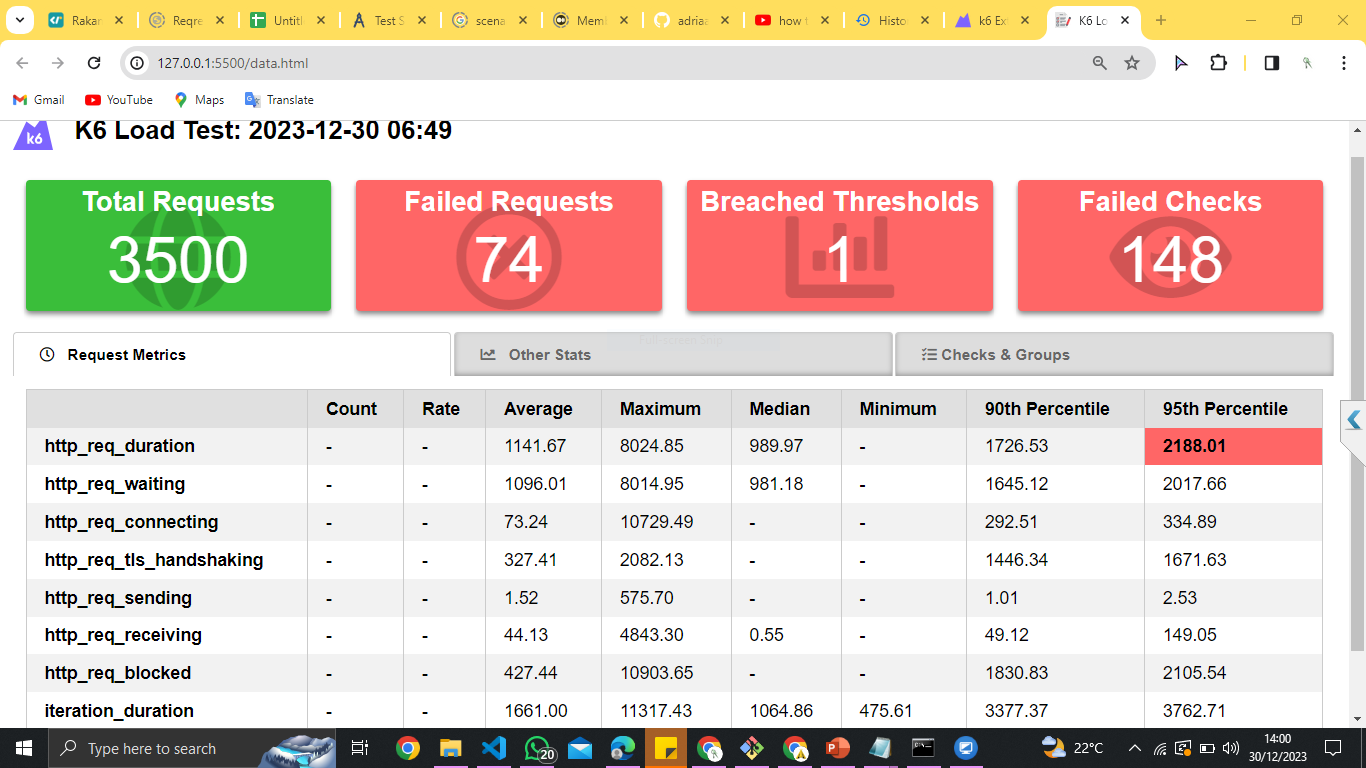 Rakar
Reqre
Untitl
Test S
scena
Meml
adriaa
how t
Histo
k6 Ex
K6 Lo
127.0.0.1:5500/data.html
Gmail YouTube Maps Translate
k6
K6 Load Test: 2023-12-30 06:49
Total Requests
3500
Failed Requests
74
Breached Thresholds
1
Failed Checks
148
Full-screen Snip
Request Metrics
Other Stats
Checks & Groups
Count Rate Average Maximum Median Minimum 90th Percentile 95th Percentile
http_req_duration - - 1141.67 8024.85 989.97 - 1726.53 2188.01
http_req_waiting - - 1096.01 8014.95 981.18 - 1645.12 2017.66
http_req_connecting - - 73.24 10729.49 - - 292.51 334.89
http_req_tls_handshaking - - 327.41 2082.13 - - 1446.34 1671.63
http_req_sending - - 1.52 575.70 - - 1.01 2.53
http_req_receiving - - 44.13 4843.30 0.55 - 49.12 149.05
http_req_blocked - - 427.44 10903.65 - - 1830.83 2105.54
iteration_duration - - 1661.00 11317.43 1064.86 475.61 3377.37 3762.71
Type here to search
20
22°C
14:00
30/12/2023